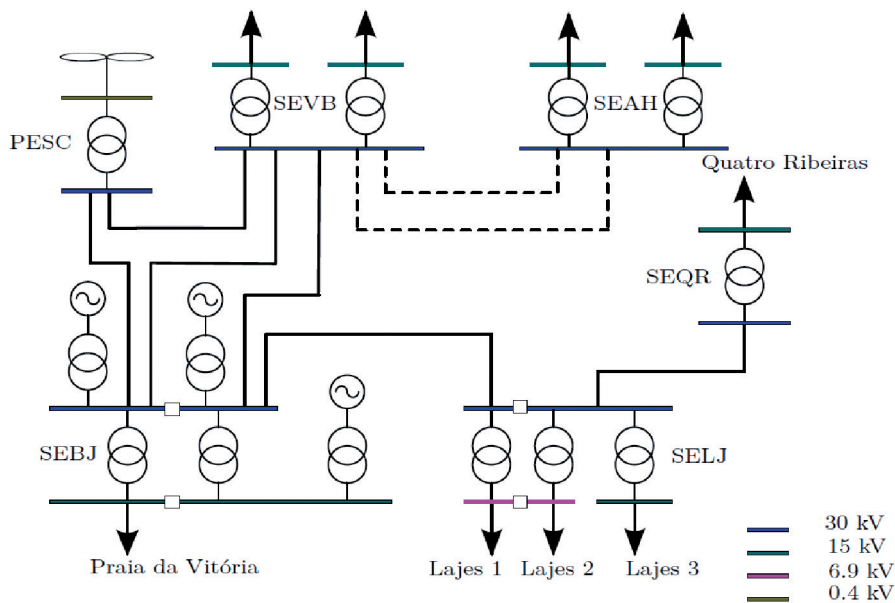 SEVB
SEAH
PESC
Quatro Ribeiras
SEQR
SEBJ
SELJ
Praia da Vitória
Lajes 1
Lajes 2
Lajes 3
30 kV
15 kV
6.9 kV
0.4 kV